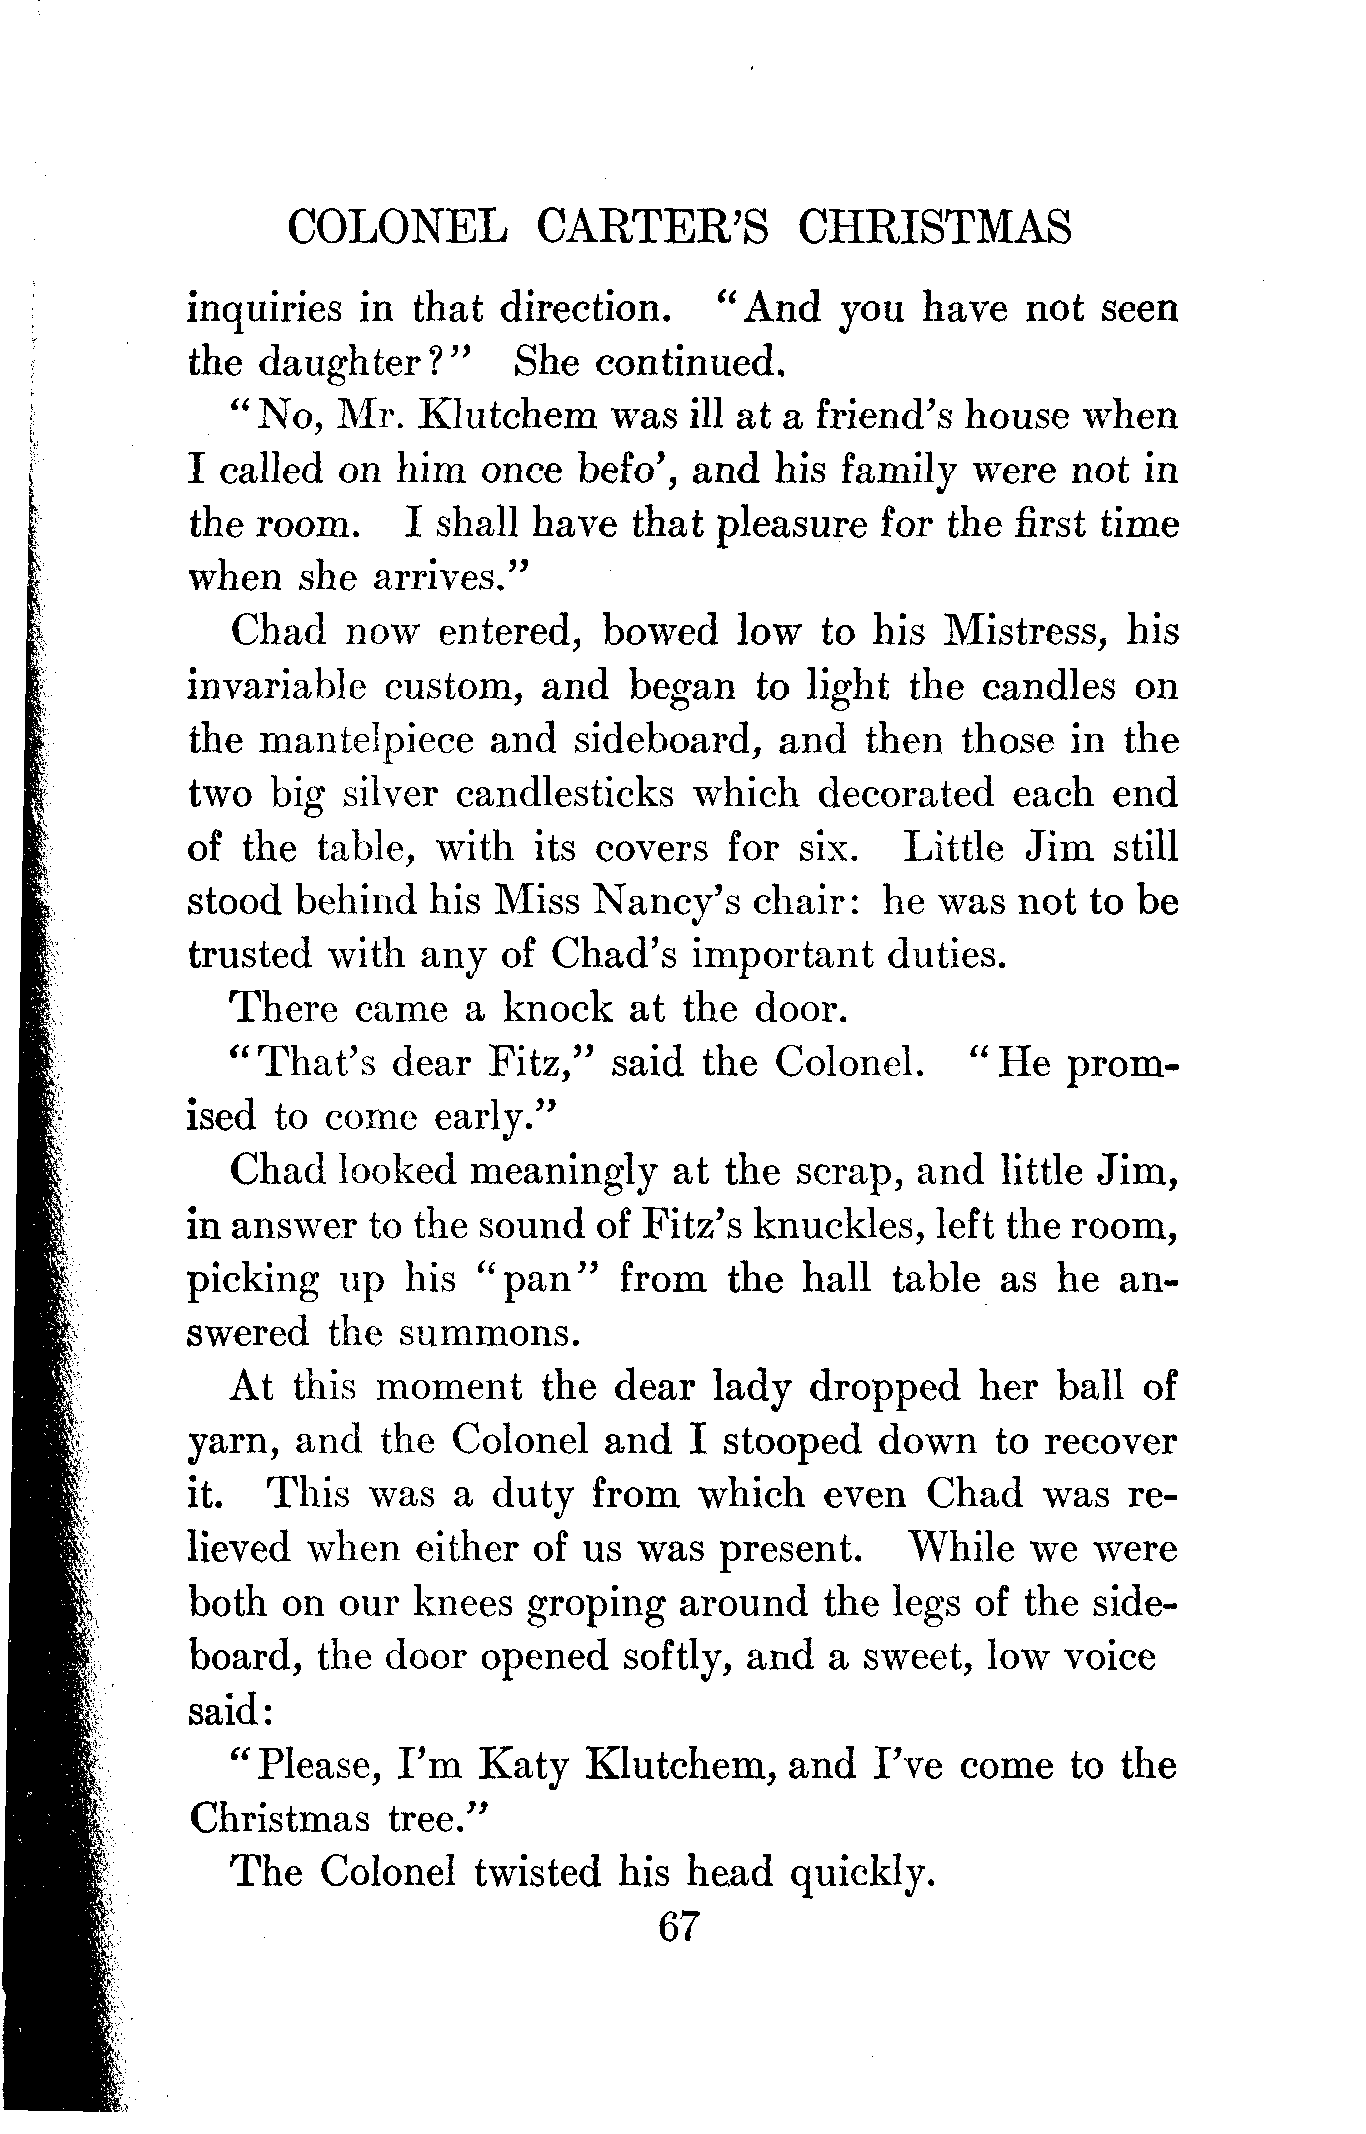 COLONEL CARTER'S CHRISTMAS
inquiries in that direction. "And you have not seen
the daughter?" She continued.
"No, Mr. Klutchem was ill at a friend's house when
I called on him once befo', and his family were not in
the room. I shall have that pleasure for the first time
when she arrives."
Chad now entered, bowed low to his Mistress, his
invariable custom, and began to light the candles on
the mantelpiece and sideboard, and then those in the
two big silver candlesticks which decorated each end
of the table, with its covers for six. Little Jim still
stood behind his Miss Nancy's chair: he was not to be
trusted with any of Chad's important duties.
There came a knock at the door.
"That's dear Fitz," said the Colonel. "He prom-
ised to come early."
Chad looked meaningly at the scrap, and little Jim,
in answer to the sound of Fitz's knuckles, left the room,
picking up his "pan" from the hall table as he an-
swered the summons.
At this moment the dear lady dropped her ball of
yarn, and the Colonel and I stooped down to recover
it. This was a duty from which even Chad was re-
lieved when either of us was present. While we were
both on our knees groping around the legs of the side-
board, the door opened softly, and a sweet, low voice
said:
"Please, I'm Katy Klutchem, and I've come to the
Christmas tree."
The Colonel twisted his head quickly.
67